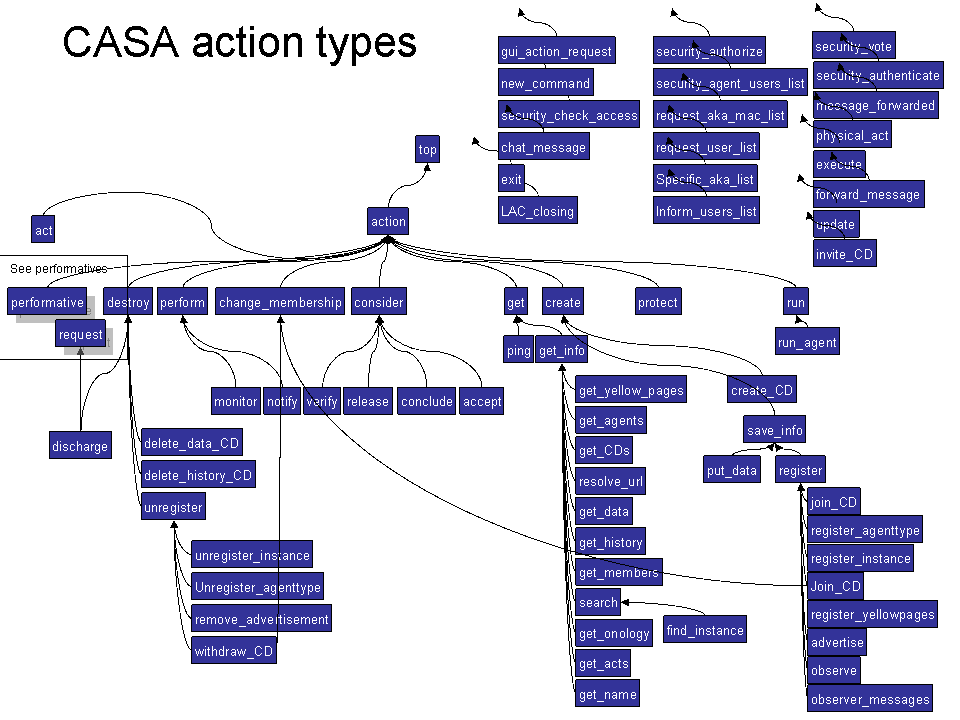 CASA action types
gui_action_request
new_command
security_check_access
chat_message
exit
LAC_closing
security_authorize
security_agent_users_list
request_aka_mac_list
request_user_list
Specific_aka_list
Inform_users_list
security_vote
security_authenticate
message_forwarded
physical_act
execute
forward_message
update
invite_CD
top
act
action
See performatives
performative
destroy
perform
change_membership
consider
get
create
protect
run
request
ping
get_info
run_agent
monitor
notify
verify
release
conclude
accept
get_yellow_pages
create_CD
get_agents
save_info
discharge
delete_data_CD
get_CDs
put_data
register
delete_history_CD
resolve_url
unregister
get_data
join_CD
register_agenttype
get_history
unregister_instance
register_instance
get_members
Unregister_agenttype
Join_CD
search
remove_advertisement
register_yellowpages
get_onology
find_instance
advertise
withdraw_CD
get_acts
observe
get_name
observer_messages